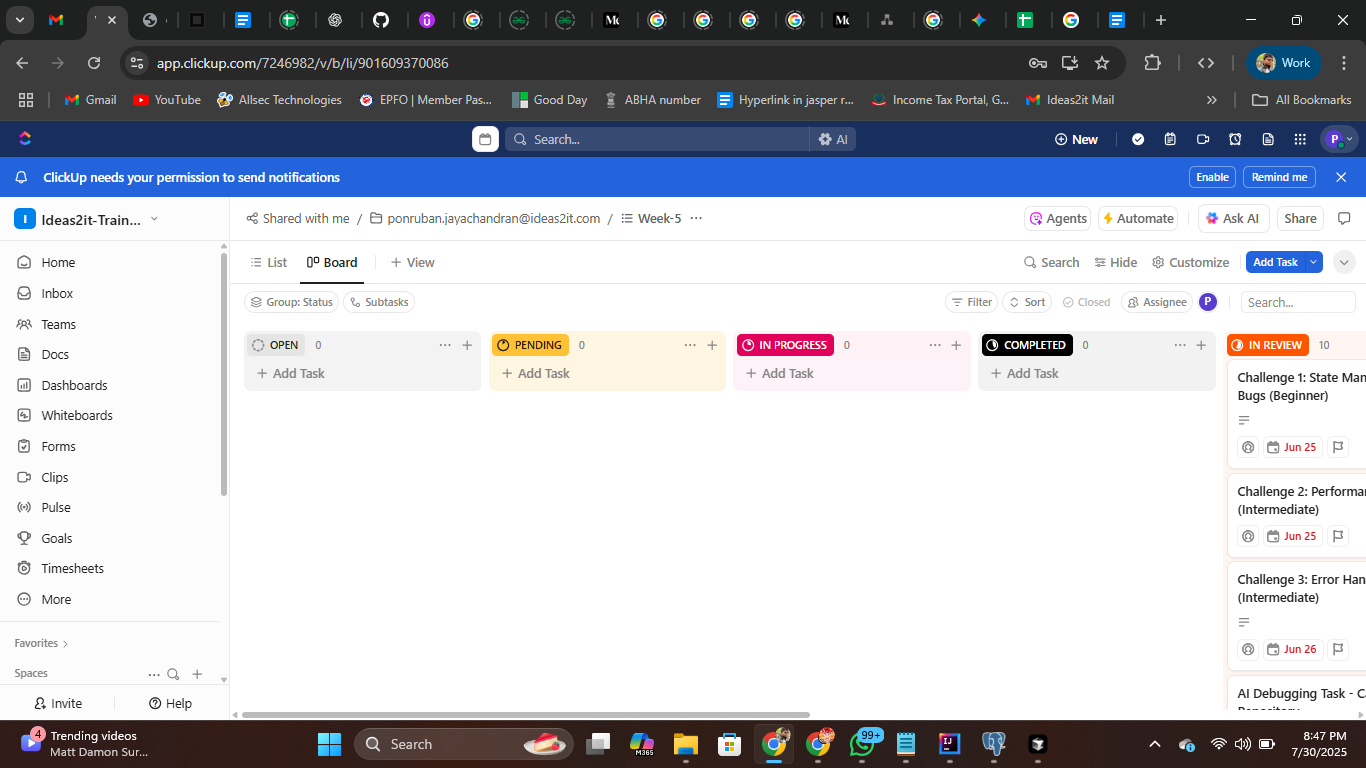 app.clickup.com/7246982/v/b/li/901609370086
Work
Gmail
YouTube
Allsec Technologies
EPFO | Member Pas...
Good Day
ABHA number
Hyperlink in jasper r...
Income Tax Portal, G...
Ideas2it Mail
All Bookmarks
Search...
AI
New
P
ClickUp needs your permission to send notifications
Enable
Remind me
I
Ideas2it-Train...
Shared with me / ponruban.jayachandran@ideas2it.com / Week-5
Agents
Automate
Ask AI
Share
Home
Inbox
Teams
Docs
Dashboards
Whiteboards
Forms
Clips
Pulse
Goals
Timesheets
More
Favorites
Spaces
Invite
Help
List
Board
View
Search
Hide
Customize
Add Task
Group: Status
Subtasks
Filter
Sort
Closed
Assignee
P
Search...
OPEN 0
Add Task
PENDING 0
Add Task
IN PROGRESS 0
Add Task
COMPLETED 0
Add Task
IN REVIEW 10
Challenge 1: State Man
Bugs (Beginner)
Jun 25
Challenge 2: Performa
(Intermediate)
Jun 25
Challenge 3: Error Han
(Intermediate)
Jun 26
AI Debugging Task - C
4
Trending videos
Matt Damon Sur...
Search
M365
99+
8:47 PM
7/30/2025